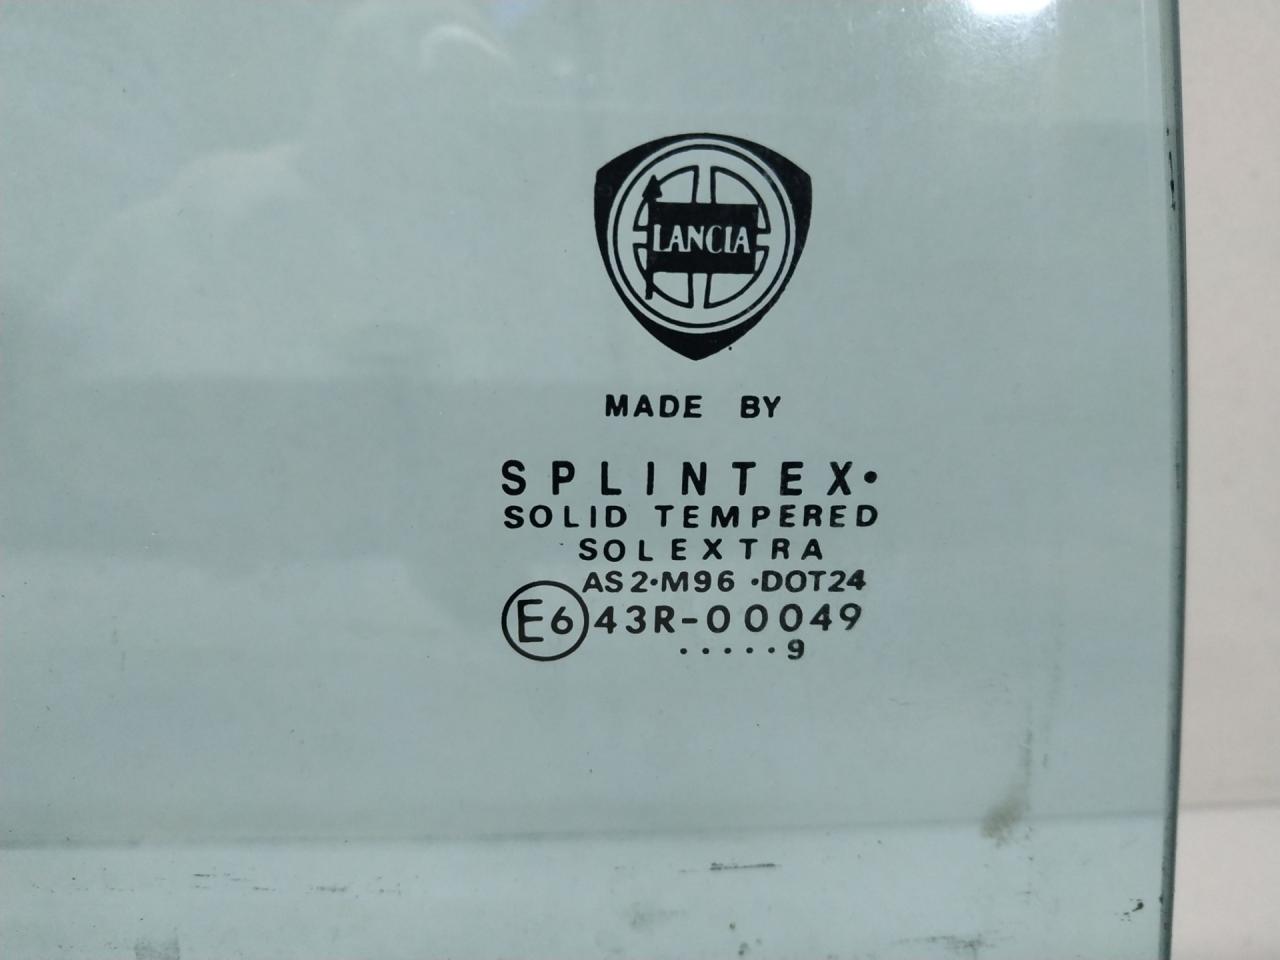 LANCIA
MADE BY
SPLINTEX•
SOLID TEMPERED
SOLEXTRA
AS2•M96 •DOT24
E6 43R-00049
•••••9